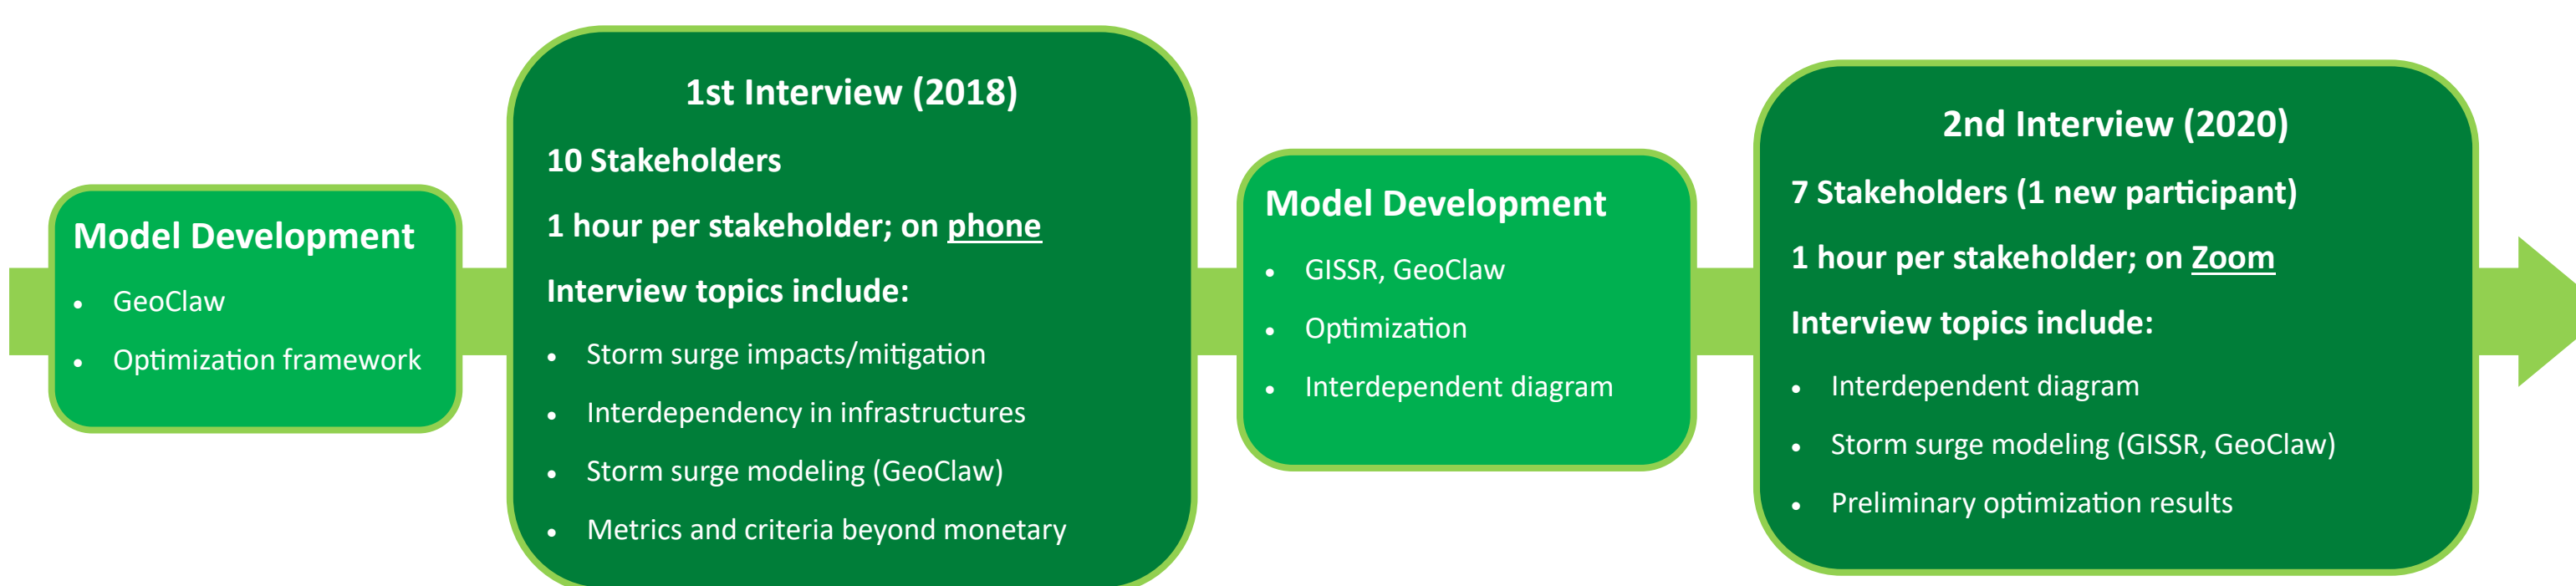 Model Development
• GeoClaw
• Optimization framework
1st Interview (2018)
10 Stakeholders
1 hour per stakeholder; on phone
Interview topics include:
• Storm surge impacts/mitigation
• Interdependency in infrastructures
• Storm surge modeling (GeoClaw)
• Metrics and criteria beyond monetary
Model Development
• GISSR, GeoClaw
• Optimization
• Interdependent diagram
2nd Interview (2020)
7 Stakeholders (1 new participant)
1 hour per stakeholder; on Zoom
Interview topics include:
• Interdependent diagram
• Storm surge modeling (GISSR, GeoClaw)
• Preliminary optimization results